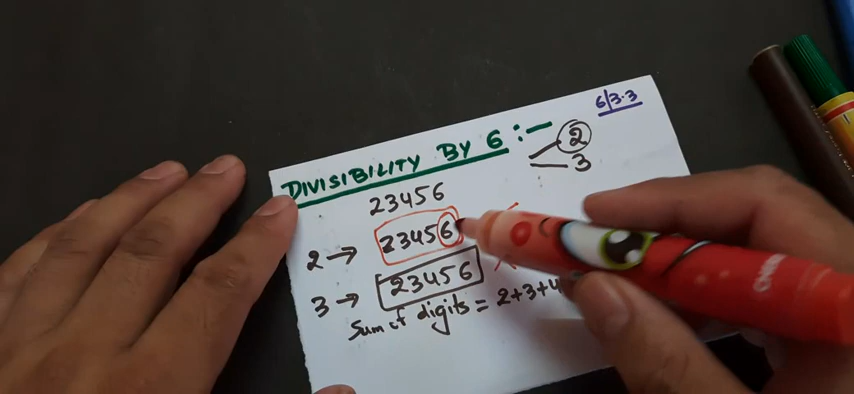 6/3.3
DIVISIBILITY BY 6 :-
2
3
23456
2 → 23456
3 → 23456
Sum of digits = 2+3+4